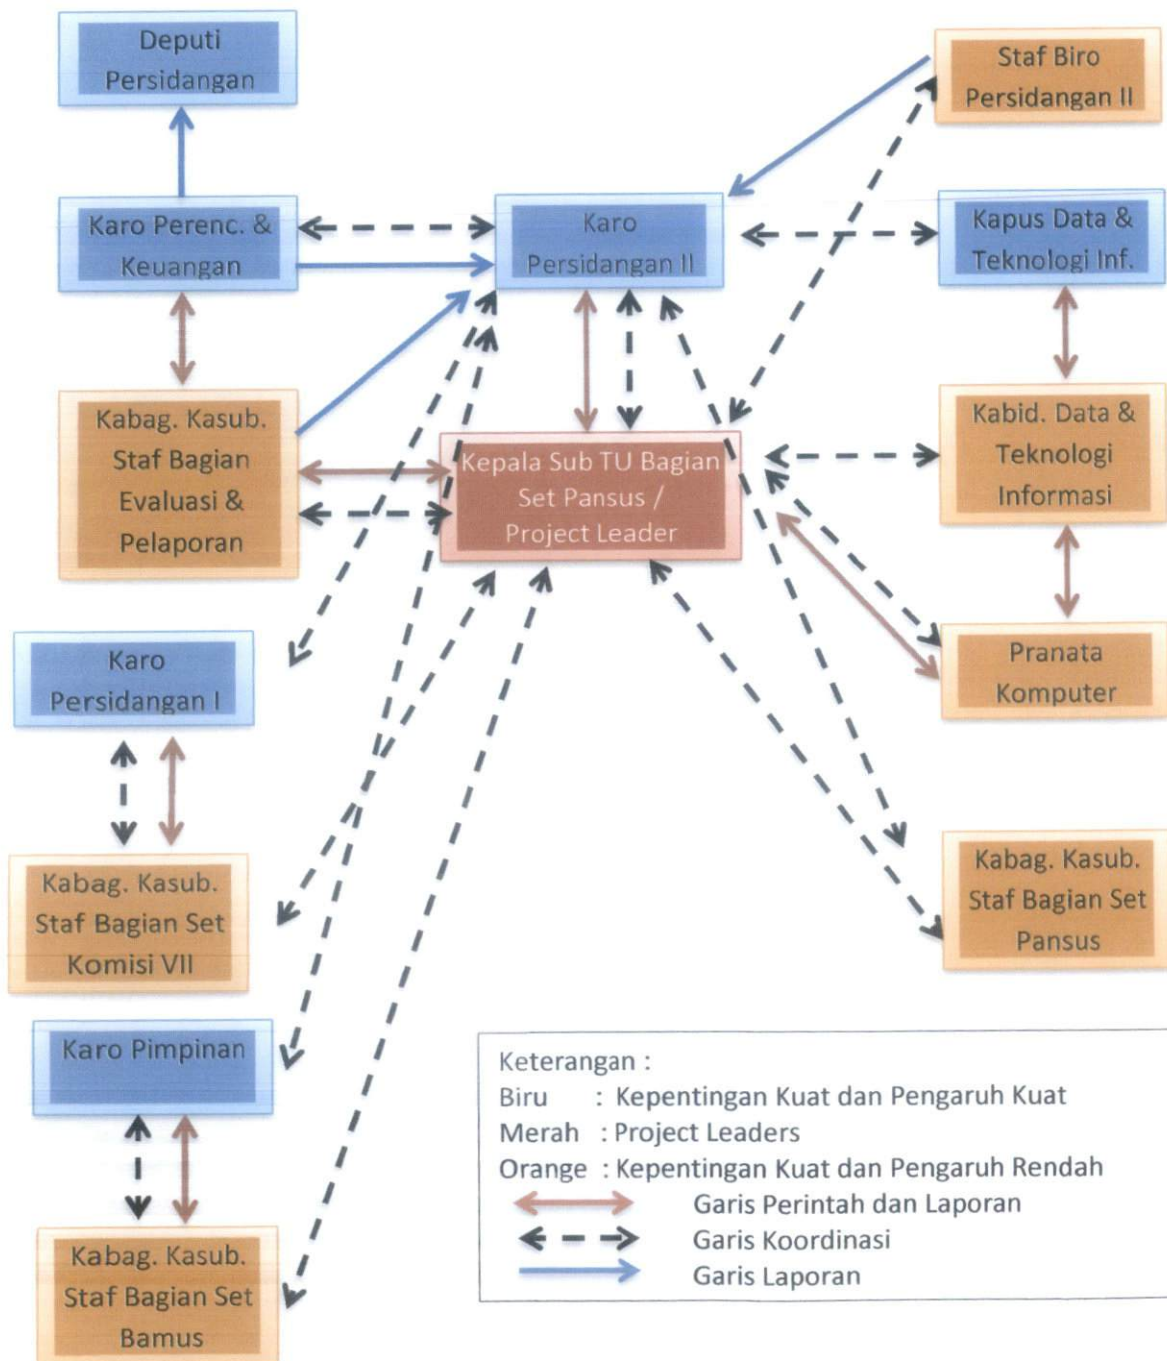 Deputi
Persidangan
Staf Biro
Persidangan II
Karo Perenc. &
Keuangan
Karo
Persidangan II
Kapus Data &
Teknologi Inf.
Kabag. Kasub.
Staf Bagian
Evaluasi &
Pelaporan
Kepala Sub TU Bagian
Set Pansus /
Project Leader
Kabid. Data &
Teknologi
Informasi
Karo
Persidangan I
Pranata
Komputer
Kabag. Kasub.
Staf Bagian Set
Komisi VII
Kabag. Kasub.
Staf Bagian Set
Pansus
Karo Pimpinan
Kabag. Kasub.
Staf Bagian Set
Bamus
Keterangan :
Biru : Kepentingan Kuat dan Pengaruh Kuat
Merah : Project Leaders
Orange : Kepentingan Kuat dan Pengaruh Rendah
Garis Perintah dan Laporan
Garis Koordinasi
Garis Laporan